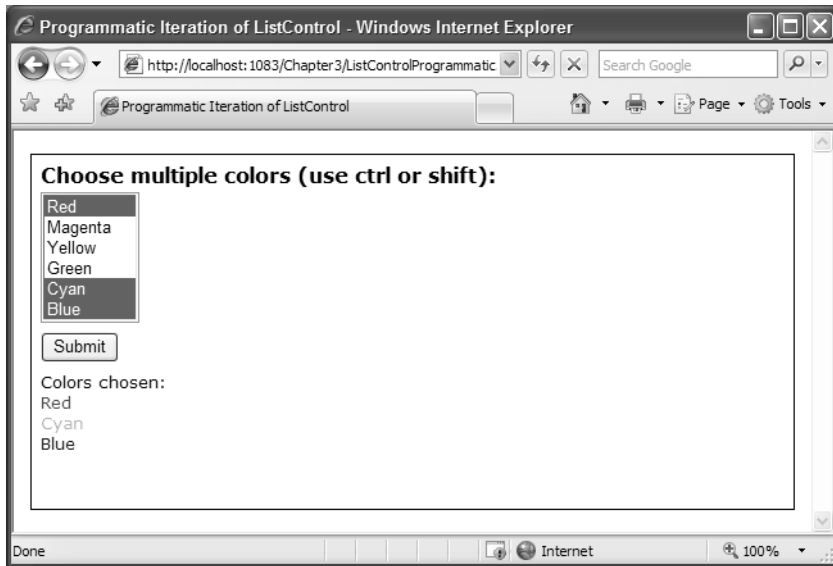 Programmatic Iteration of ListControl - Windows Internet Explorer
http://localhost:1083/Chapter3/ListControlProgrammatic
Search Google
Programmatic Iteration of ListControl
Page
Tools
Choose multiple colors (use ctrl or shift):
Red
Magenta
Yellow
Green
Cyan
Blue
Submit
Colors chosen:
Red
Cyan
Blue
Done
Internet
100%